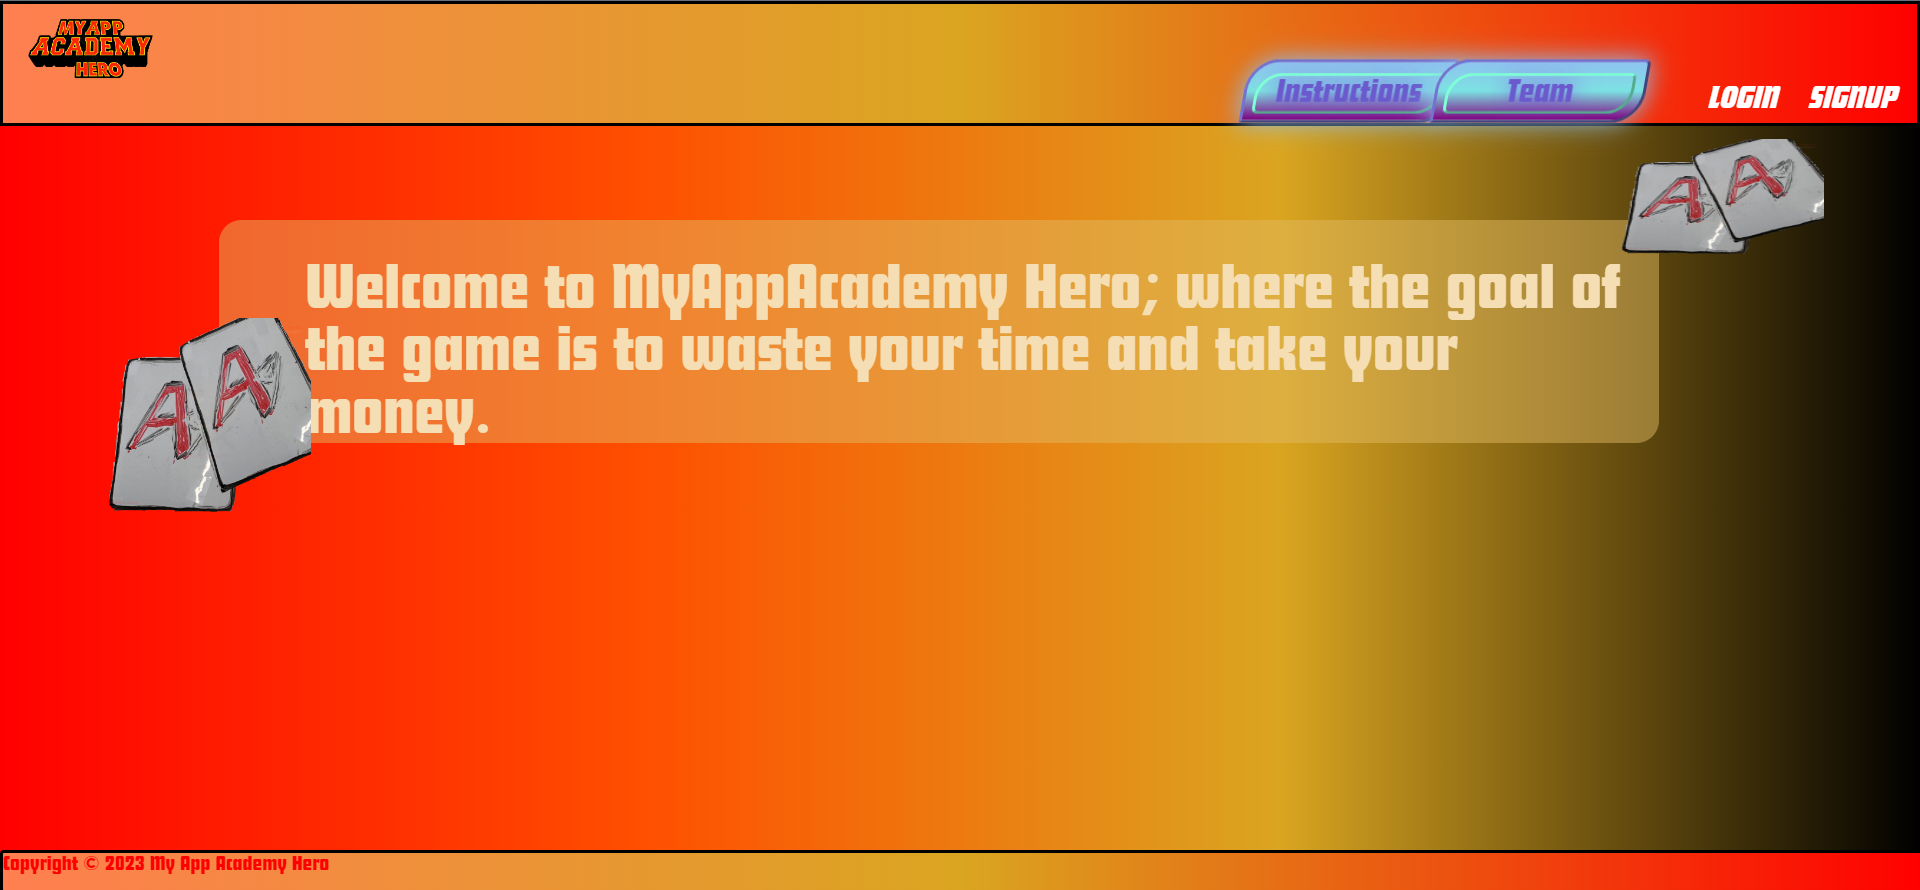 MY APP
ACADEMY
HERO
Instructions
Team
LOGIN
SIGNUP
A A
Welcome to MyAppAcademy Hero; where the goal of
the game is to waste your time and take your
money.
A A
Copyright © 2023 My App Academy Hero